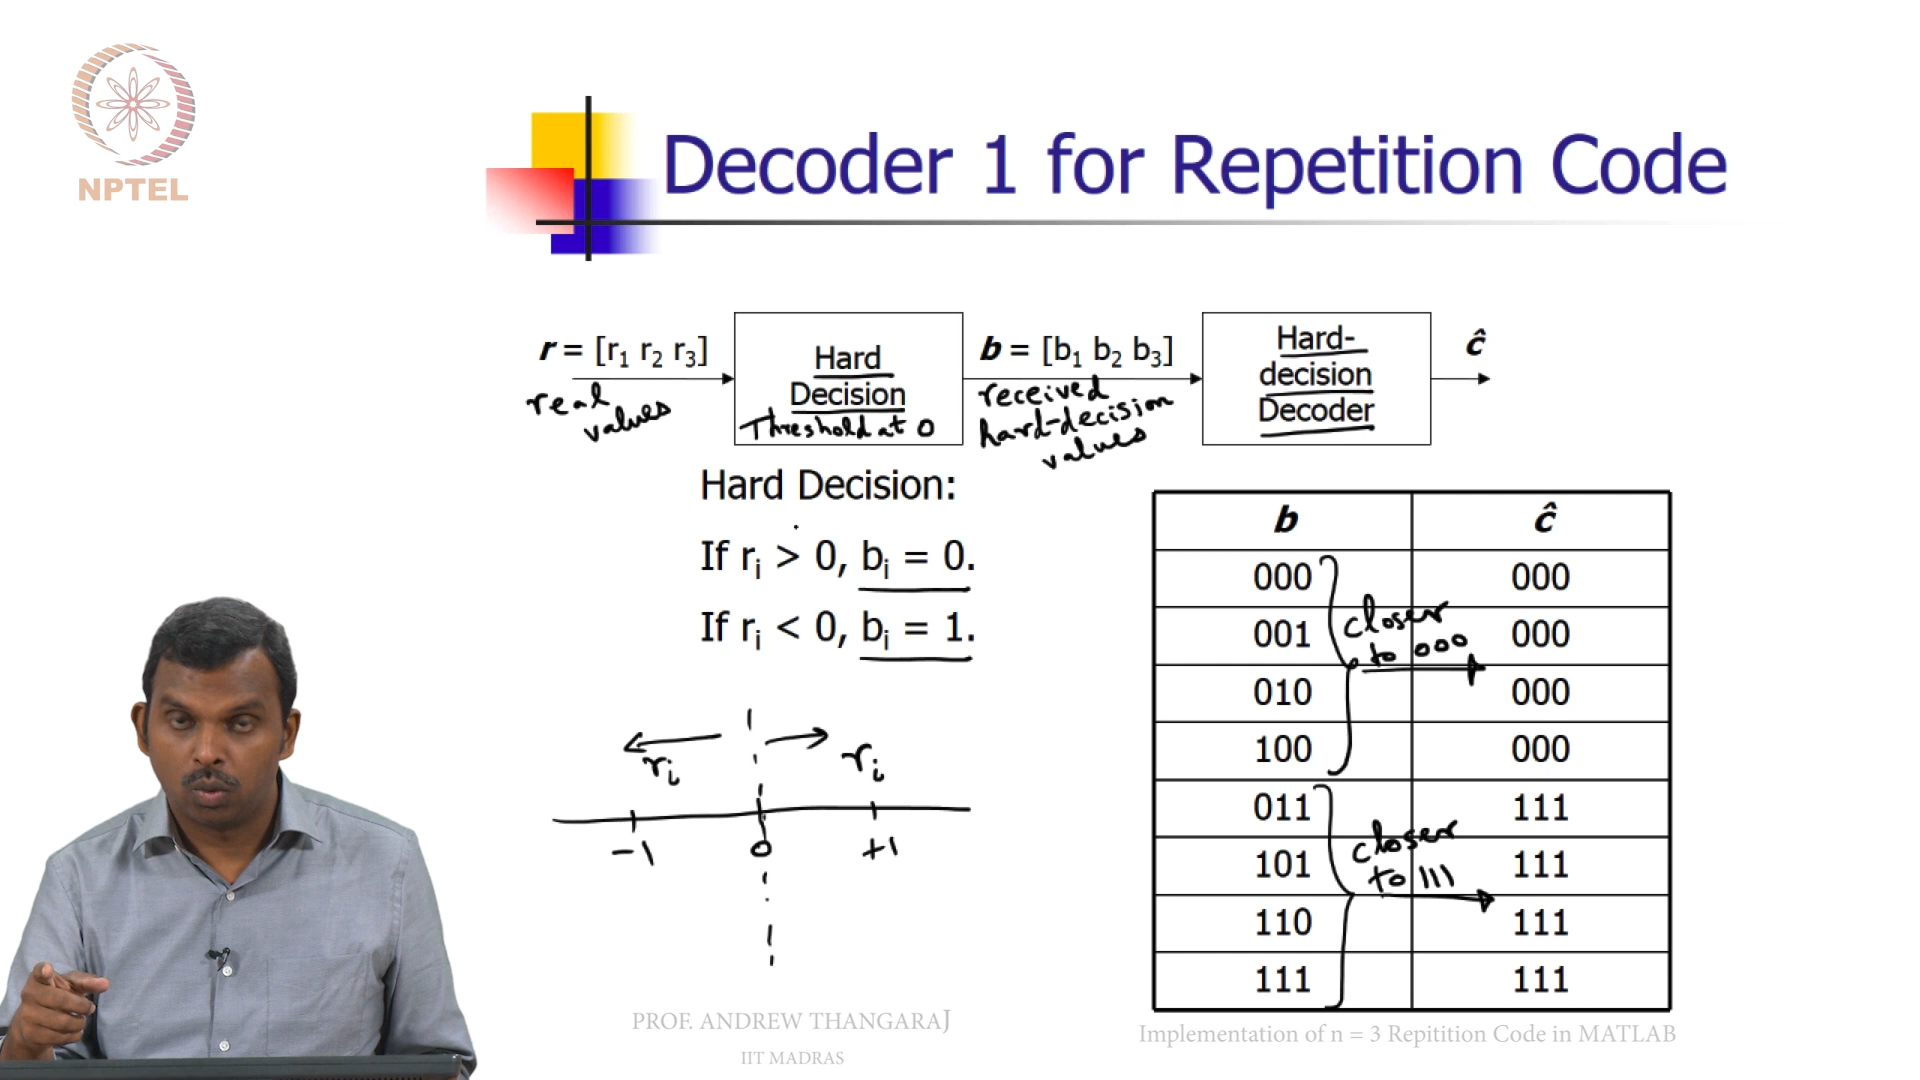 NPTEL
Decoder 1 for Repetition Code
r = [r₁ r₂ r₃]
real
values
Hard
Decision
Threshold at 0
b = [b₁ b₂ b₃]
received
hard-decision
values
Hard-
decision
Decoder
ĉ
Hard Decision:
If rᵢ > 0, bᵢ = 0.
If rᵢ < 0, bᵢ = 1.
rᵢ rᵢ
-1 0 +1
b ĉ
000 000
001 000
010 000
100 000
closer
to 000
011 111
101 111
110 111
111 111
closer
to 111
PROF. ANDREW THANGARAJ
IIT MADRAS
Implementation of n = 3 Repitition Code in MATLAB